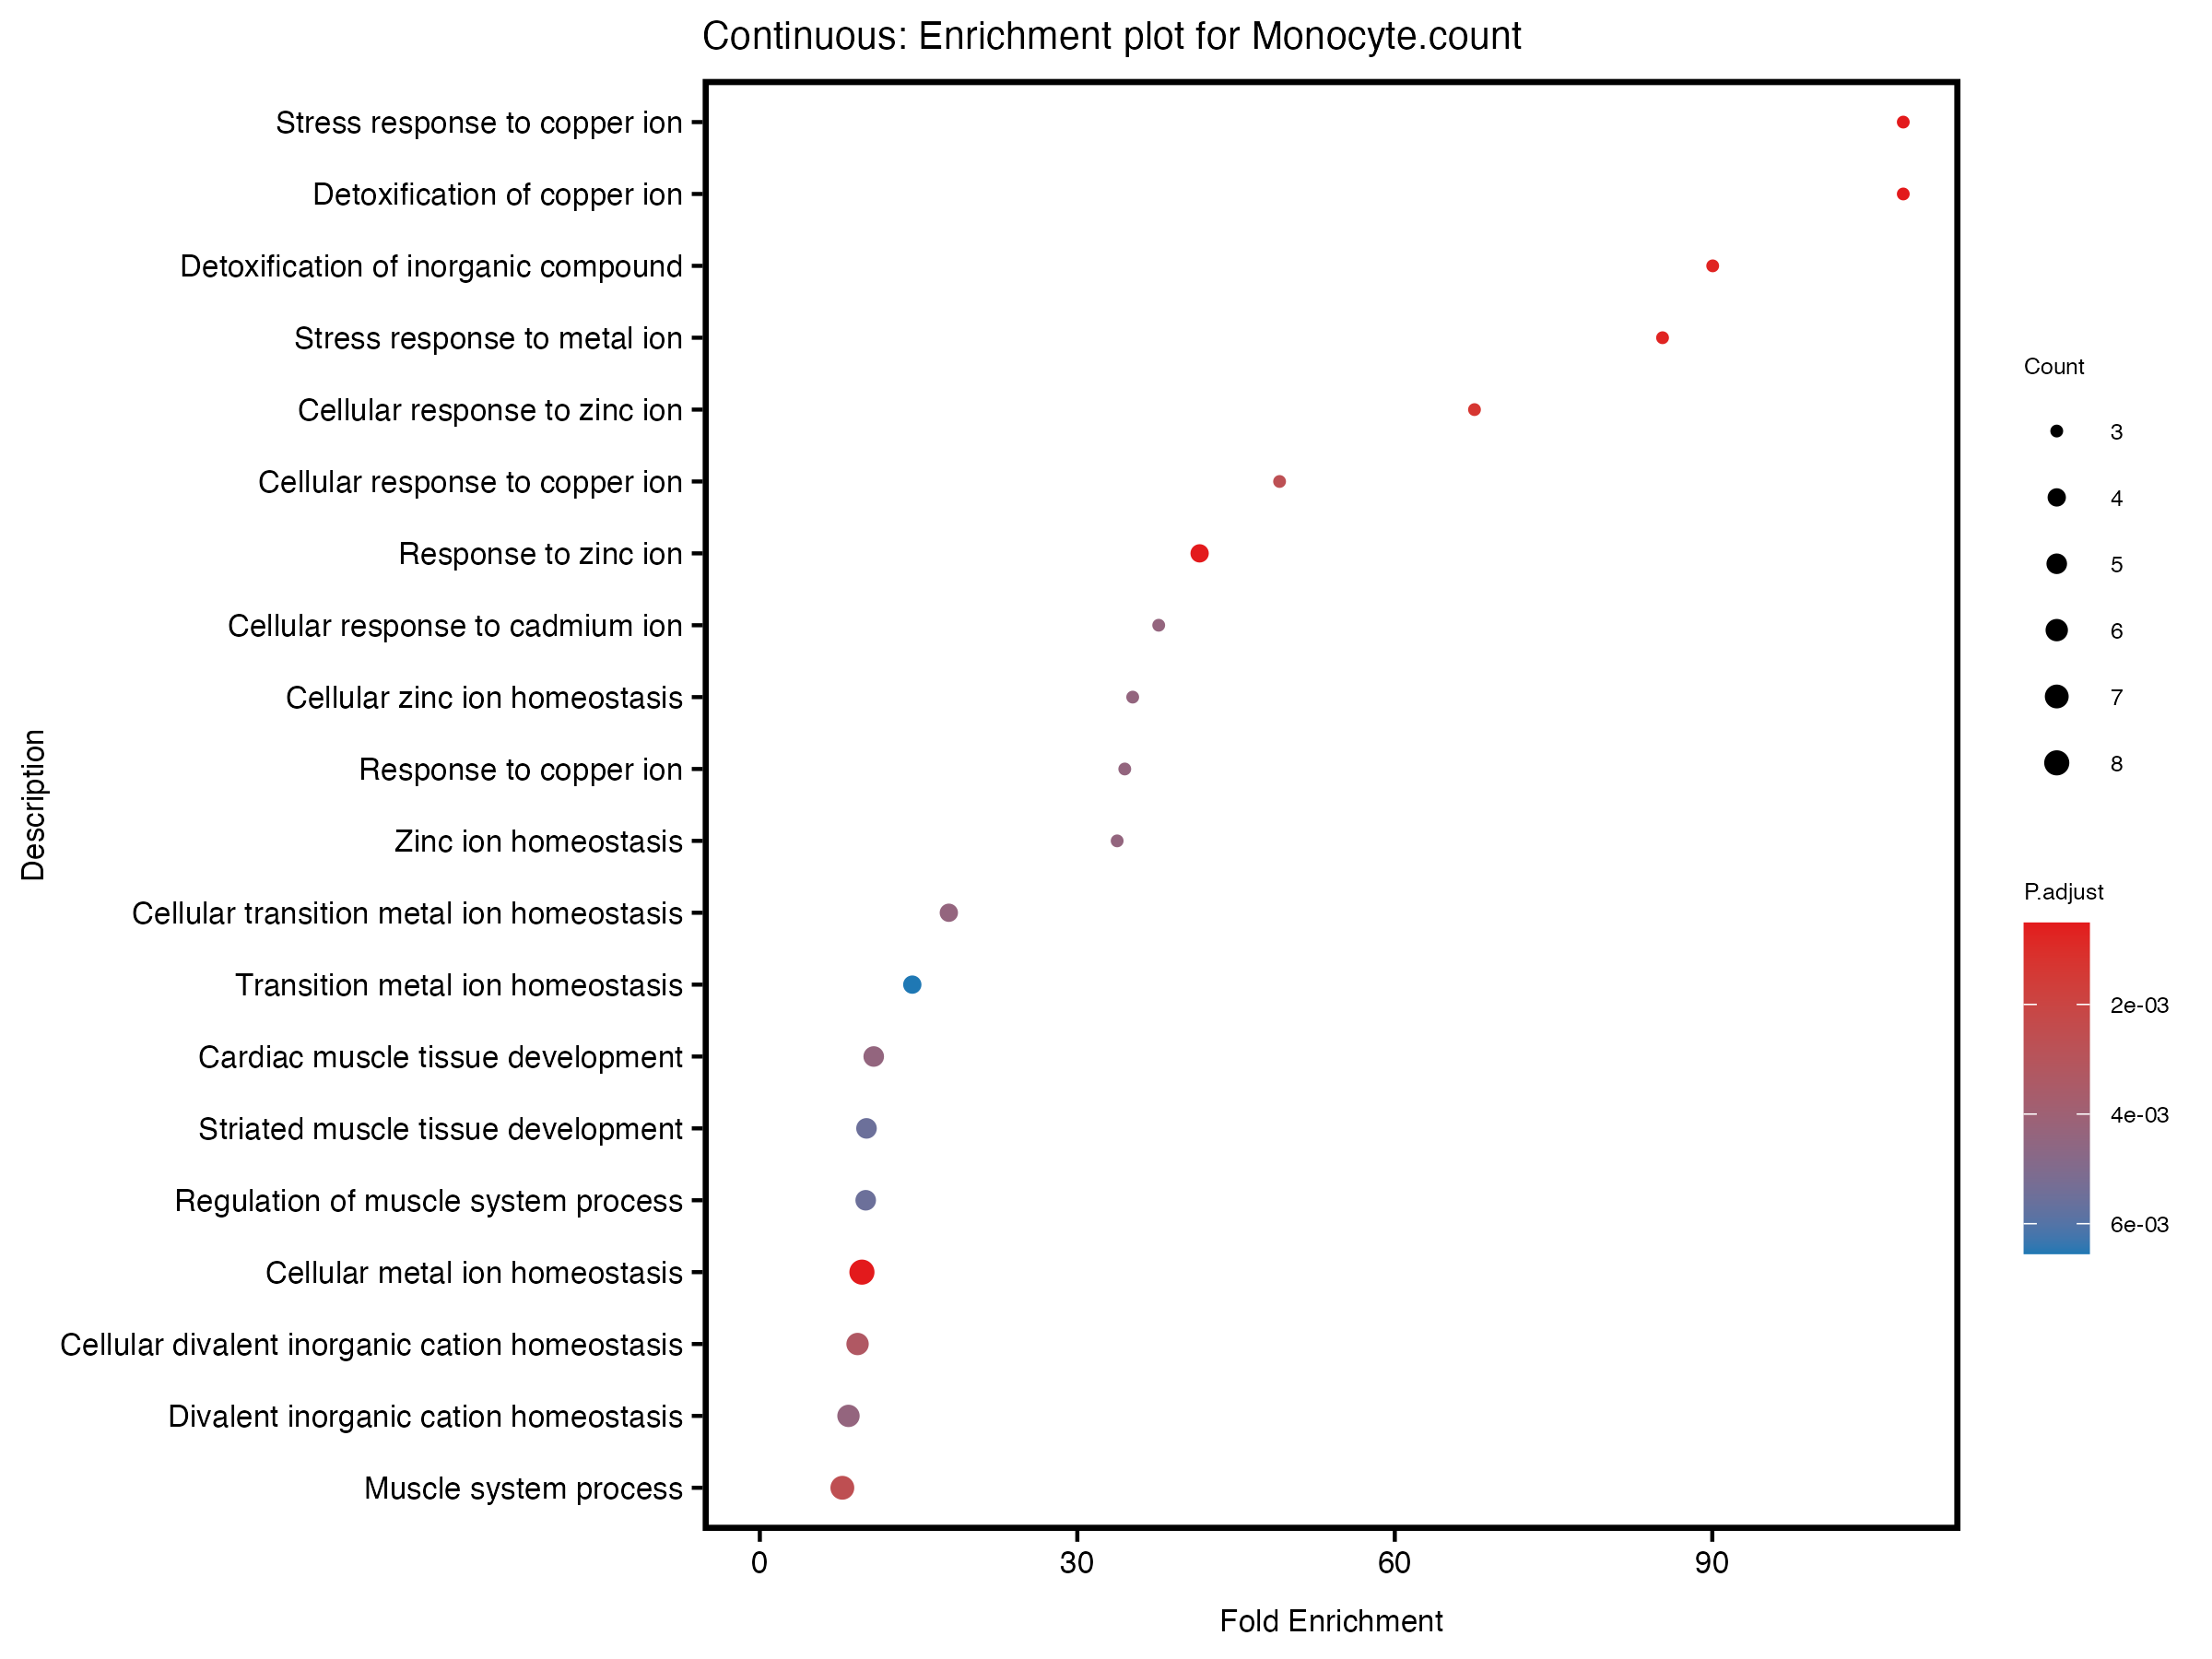 Continuous: Enrichment plot for Monocyte.count
Stress response to copper ion
Detoxification of copper ion
Detoxification of inorganic compound
Stress response to metal ion
Cellular response to zinc ion
Cellular response to copper ion
Response to zinc ion
Cellular response to cadmium ion
Cellular zinc ion homeostasis
Response to copper ion
Zinc ion homeostasis
Cellular transition metal ion homeostasis
Transition metal ion homeostasis
Cardiac muscle tissue development
Striated muscle tissue development
Regulation of muscle system process
Cellular metal ion homeostasis
Cellular divalent inorganic cation homeostasis
Divalent inorganic cation homeostasis
Muscle system process
Description
0
30
60
90
Fold Enrichment
Count
3
4
5
6
7
8
P.adjust
2e-03
4e-03
6e-03